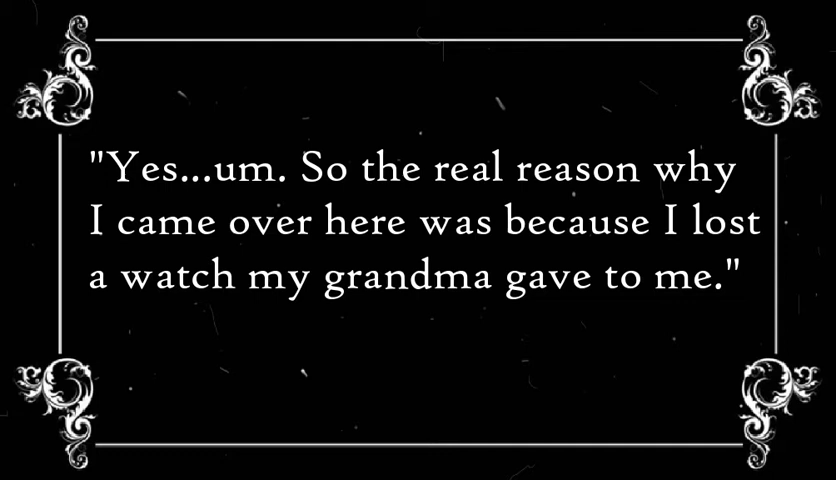 "Yes...um. So the real reason why
I came over here was because I lost
a watch my grandma gave to me."